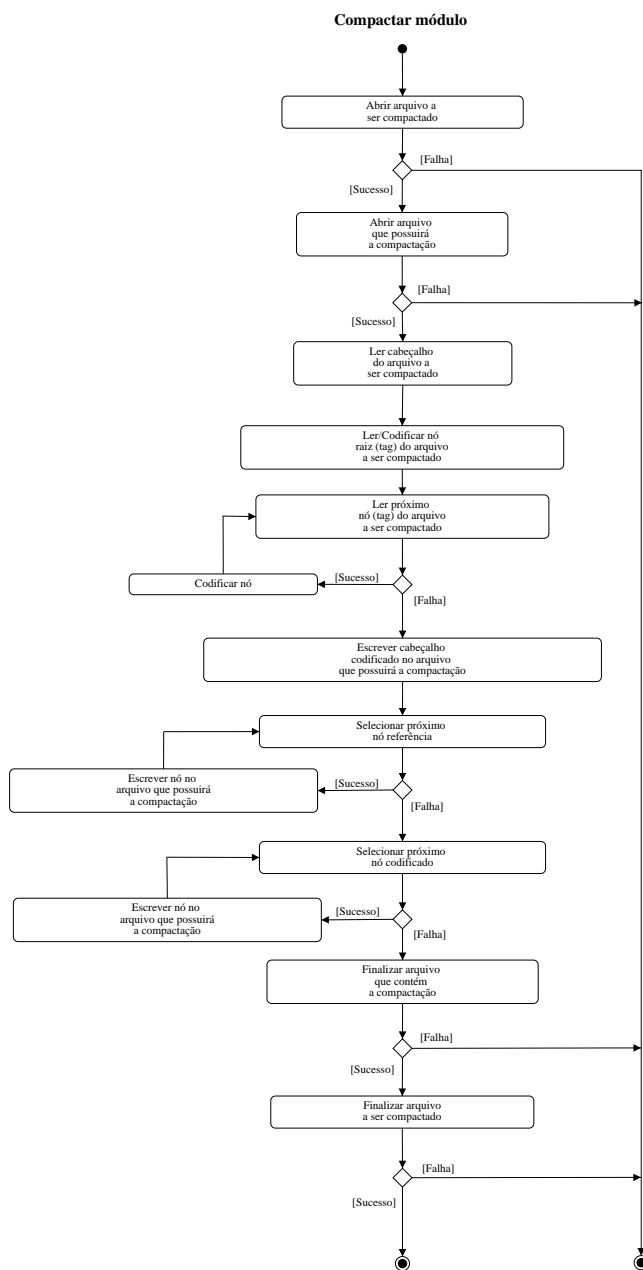 Compactar módulo
Abrir arquivo a
ser compactado
[Falha]
[Sucesso]
Abrir arquivo
que possuirá
a compactação
[Falha]
[Sucesso]
Ler cabeçalho
do arquivo a
ser compactado
Ler/Codificar nó
raiz (tag) do arquivo
a ser compactado
Ler próximo
nó (tag) do arquivo
a ser compactado
Codificar nó
[Sucesso]
[Falha]
Escrever cabeçalho
codificado no arquivo
que possuirá a compactação
Selecionar próximo
nó referência
Escrever nó no
arquivo que possuirá
a compactação
[Sucesso]
[Falha]
Selecionar próximo
nó codificado
Escrever nó no
arquivo que possuirá
a compactação
[Sucesso]
[Falha]
Finalizar arquivo
que contém
a compactação
[Falha]
[Sucesso]
Finalizar arquivo
a ser compactado
[Falha]
[Sucesso]